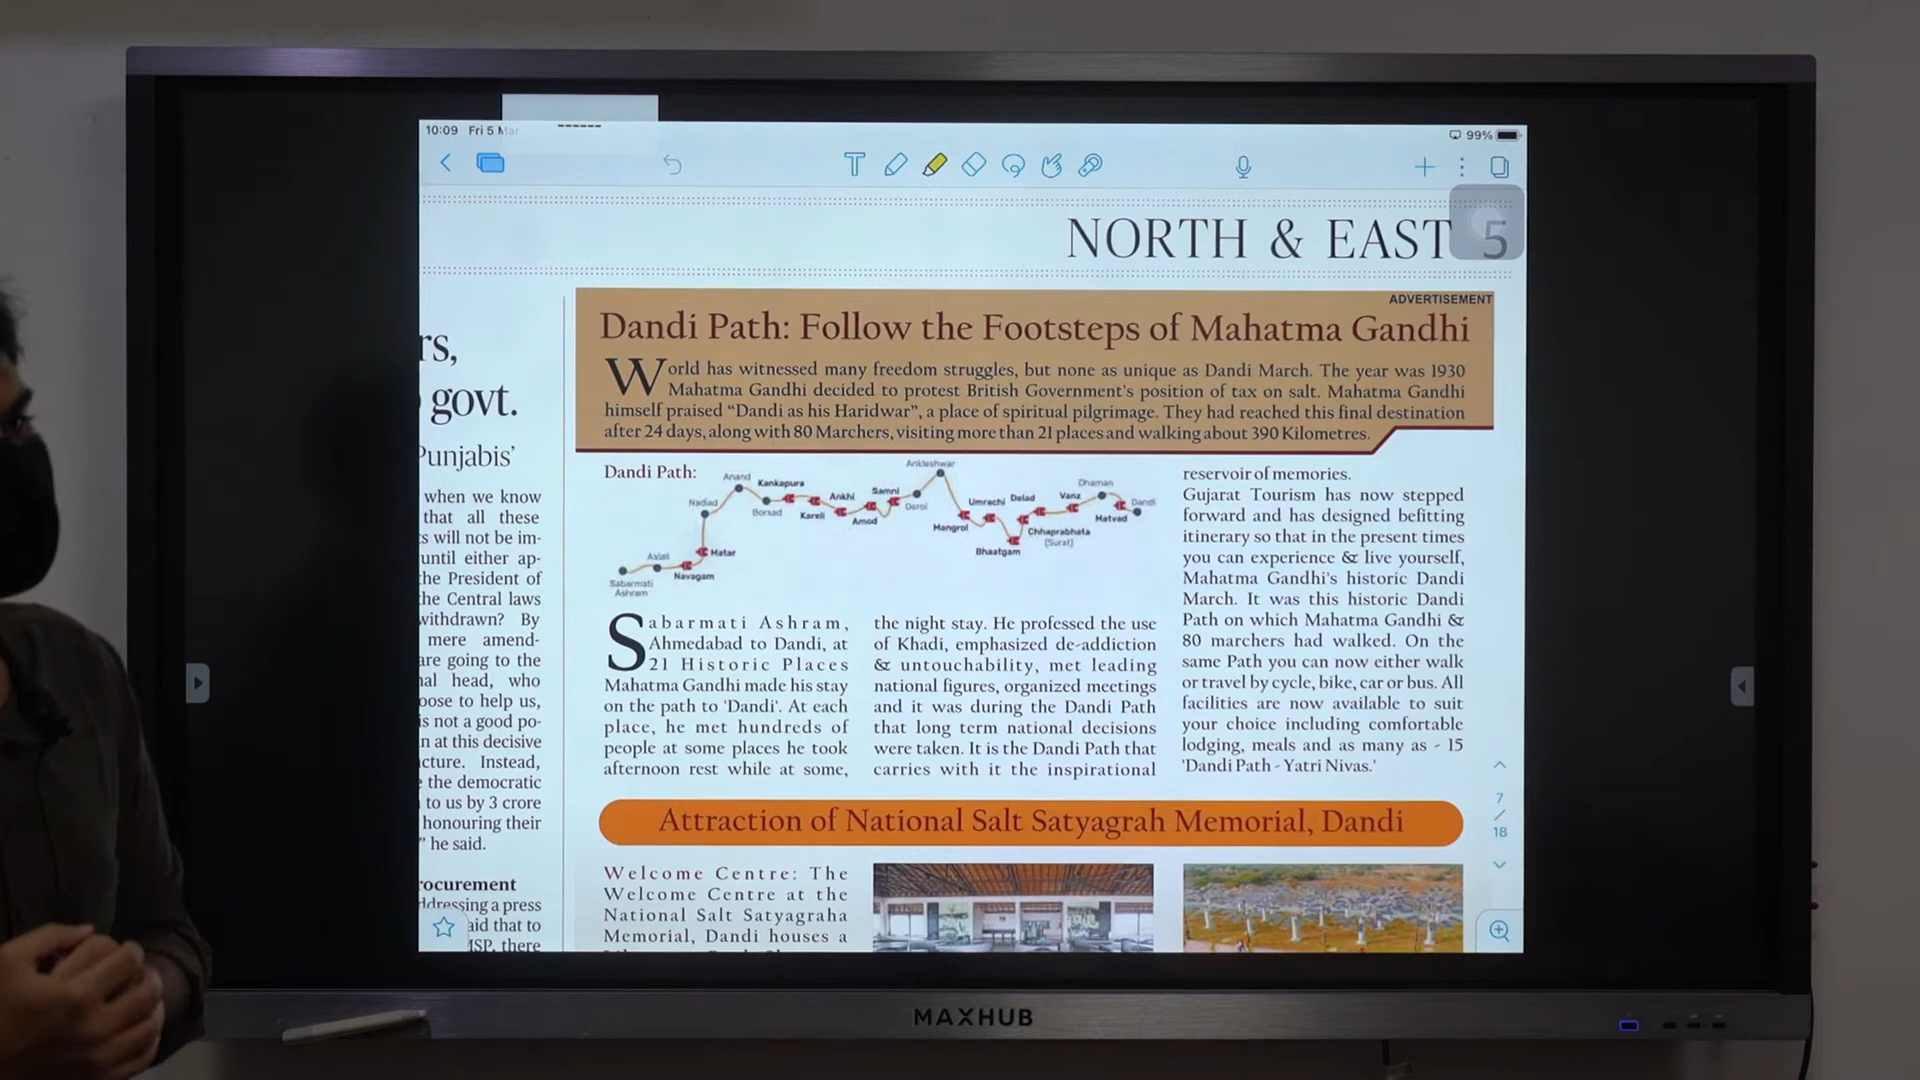 10:09 Fri 5 Mar
99%
NORTH & EAST 5
rs,
govt.
Punjabis’
when we know
that all these
s will not be im-
until either ap-
the President of
the Central laws
withdrawn? By
mere amend-
are going to the
nal head, who
oose to help us,
is not a good po-
n at this decisive
cture. Instead,
the democratic
to us by 3 crore
honouring their
” he said.
rocurement
ddressing a press
aid that to
MSP, there
ADVERTISEMENT
Dandi Path: Follow the Footsteps of Mahatma Gandhi
World has witnessed many freedom struggles, but none as unique as Dandi March. The year was 1930
Mahatma Gandhi decided to protest British Government's position of tax on salt. Mahatma Gandhi
himself praised “Dandi as his Haridwar”, a place of spiritual pilgrimage. They had reached this final destination
after 24 days, along with 80 Marchers, visiting more than 21 places and walking about 390 Kilometres.
Dandi Path:
Sabarmati
Ashram
Aslali
Navagam
Matar
Nadiad
Anand
Borsad
Kankapura
Kareli
Ankhi
Amod
Samni
Derol
Ankleshwar
Mangrol
Umrachi
Bhaatgam
Delad
Chhaprabhata
(Surat)
Vanz
Dhaman
Matvad
Dandi
Sabarmati Ashram,
Ahmedabad to Dandi, at
21 Historic Places
Mahatma Gandhi made his stay
on the path to 'Dandi'. At each
place, he met hundreds of
people at some places he took
afternoon rest while at some,
the night stay. He professed the use
of Khadi, emphasized de-addiction
& untouchability, met leading
national figures, organized meetings
and it was during the Dandi Path
that long term national decisions
were taken. It is the Dandi Path that
carries with it the inspirational
reservoir of memories.
Gujarat Tourism has now stepped
forward and has designed befitting
itinerary so that in the present times
you can experience & live yourself,
Mahatma Gandhi's historic Dandi
March. It was this historic Dandi
Path on which Mahatma Gandhi &
80 marchers had walked. On the
same Path you can now either walk
or travel by cycle, bike, car or bus. All
facilities are now available to suit
your choice including comfortable
lodging, meals and as many as - 15
'Dandi Path - Yatri Nivas.'
7
/
18
Attraction of National Salt Satyagrah Memorial, Dandi
Welcome Centre: The
Welcome Centre at the
National Salt Satyagraha
Memorial, Dandi houses a
MAXHUB